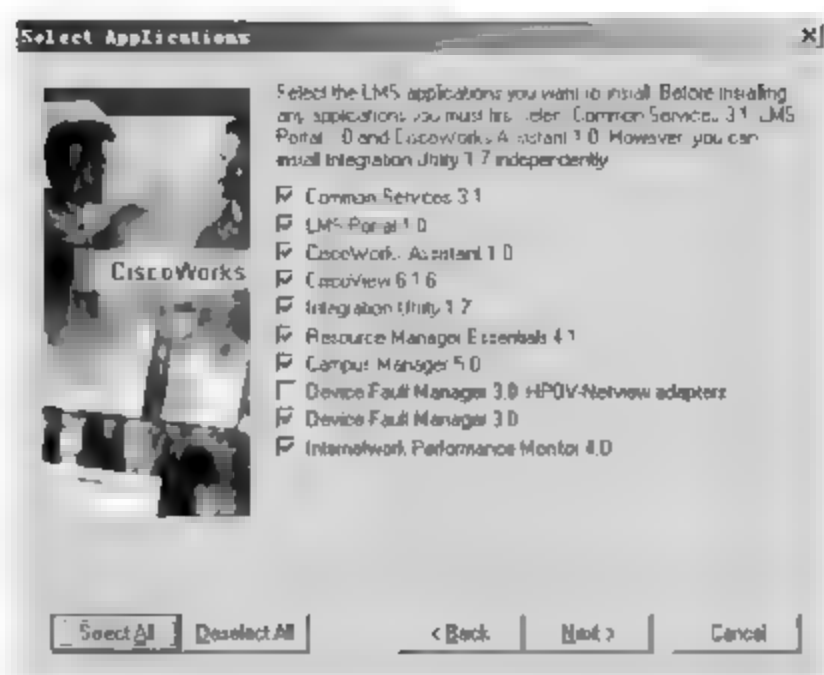 Select Applications
Select the LMS applications you want to install. Before installing
any applications you must Common Services 3.1, LMS
Portal and CiscoWorks Assistant 1.0. However, you can
install Integration Utility 1.7 independently
Common Services 3.1
LMS Portal 1.0
CiscoWorks Assistant 1.0
CiscoWorks
CiscoView 6.1.6
Integration Utility 1.7
Resource Manager Essentials 4.1
Campus Manager 5.0
Device Fault Manager 3.0 HPOV-Netview adapters
Device Fault Manager 3.0
Internetwork Performance Monitor 4.0
Select All
Deselect All
< Back
Next >
Cancel